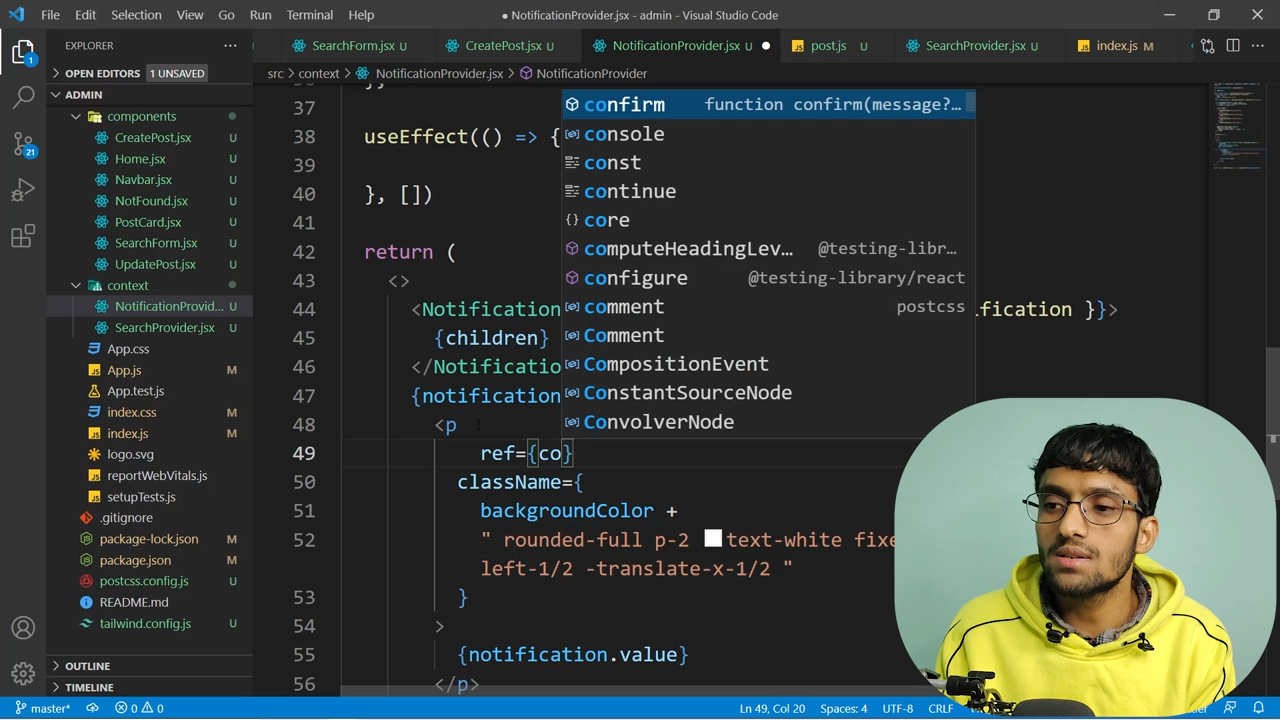 File Edit Selection View Go Run Terminal Help
● NotificationProvider.jsx - admin - Visual Studio Code
EXPLORER ...
SearchForm.jsx U
CreatePost.jsx U
NotificationProvider.jsx U ●
post.js U
SearchProvider.jsx U
index.js M
OPEN EDITORS 1 UNSAVED
src > context > NotificationProvider.jsx > NotificationProvider
ADMIN
components
CreatePost.jsx U
Home.jsx U
Navbar.jsx U
NotFound.jsx U
PostCard.jsx U
SearchForm.jsx U
UpdatePost.jsx U
context
NotificationProvid... U
SearchProvider.jsx U
App.css
App.js M
App.test.js
index.css M
index.js M
logo.svg
reportWebVitals.js
setupTests.js
.gitignore
package-lock.json M
package.json M
postcss.config.js U
README.md
tailwind.config.js U
OUTLINE
TIMELINE
1
21
37
38 useEffect(() => {
39
40 }, [])
41
42 return (
43 <>
44 <Notification ification }}>
45 {children}
46 </Notificatio
47 {notification
48 <p
49 ref={co}
50 className={
51 backgroundColor +
52 " rounded-full p-2 text-white fixe
left-1/2 -translate-x-1/2 "
53 }
54 >
55 {notification.value}
56 </p>
confirm function confirm(message?…
console
const
continue
core
computeHeadingLev… @testing-libr…
configure @testing-library/react
comment postcss
Comment
CompositionEvent
ConstantSourceNode
ConvolverNode
master* 0 0
Ln 49, Col 20 Spaces: 4 UTF-8 CRLF